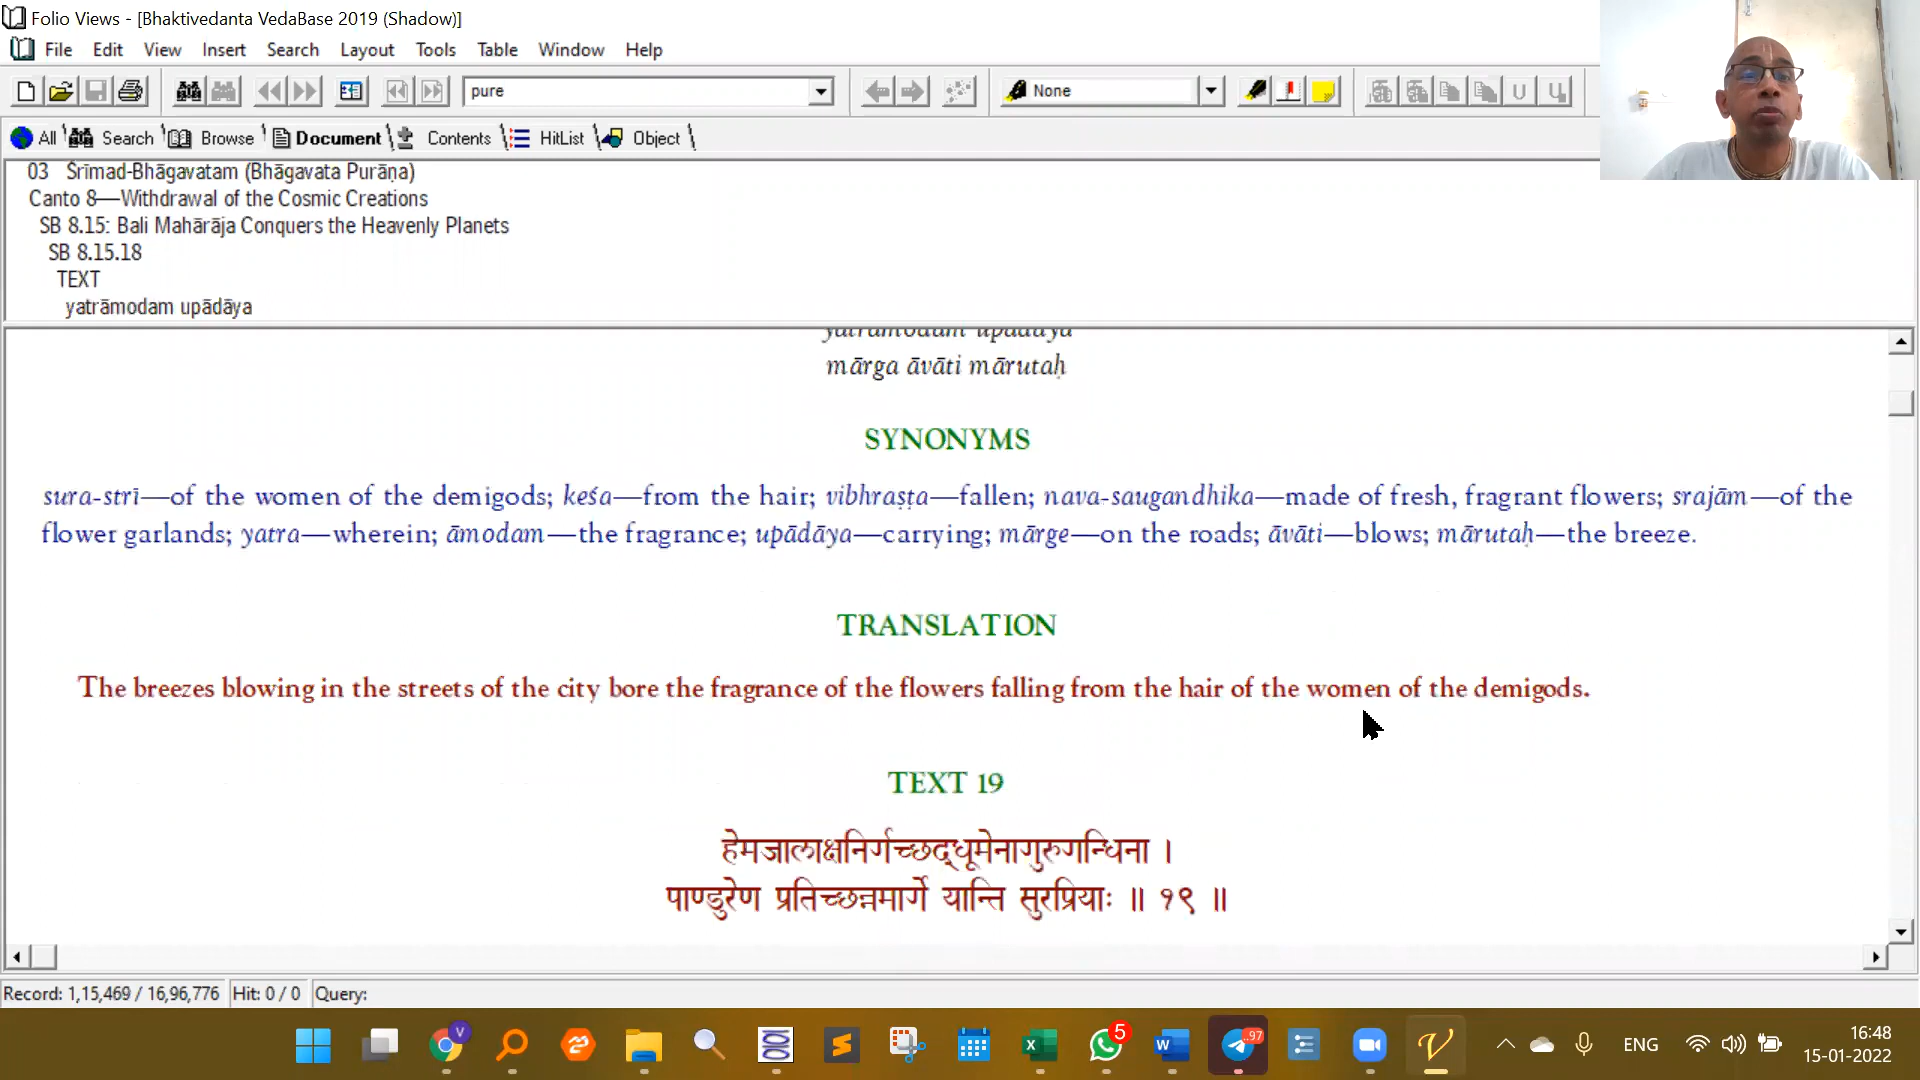 Folio Views - [Bhaktivedanta VedaBase 2019 (Shadow)]
File Edit View Insert Search Layout Tools Table Window Help
pure None
All Search Browse Document Contents HitList Object
03 Śrīmad-Bhāgavatam (Bhāgavata Purāṇa)
Canto 8—Withdrawal of the Cosmic Creations
SB 8.15: Bali Mahārāja Conquers the Heavenly Planets
SB 8.15.18
TEXT
yatrāmodam upādāya
yatrāmodam upādāya
mārga āvāti mārutaḥ
SYNONYMS
sura-strī—of the women of the demigods; keśa—from the hair; vibhraṣṭa—fallen; nava-saugandhika—made of fresh, fragrant flowers; srajām—of the
flower garlands; yatra—wherein; āmodam—the fragrance; upādāya—carrying; mārge—on the roads; āvāti—blows; mārutaḥ—the breeze.
TRANSLATION
The breezes blowing in the streets of the city bore the fragrance of the flowers falling from the hair of the women of the demigods.
TEXT 19
हेमजालाक्षनिर्गच्छद्धूमेनागुरुगन्धिना ।
पाण्डुरेण प्रतिच्छन्नमार्गे यान्ति सुरप्रियाः ॥ १९ ॥
Record: 1,15,469 / 16,96,776 Hit: 0 / 0 Query:
V 5 97
ENG 16:48
15-01-2022